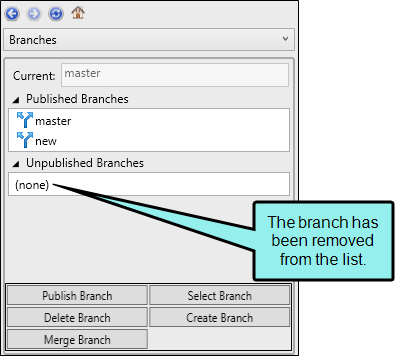 Branches
Current: master
Published Branches
master
new
Unpublished Branches
(none)
The branch has
been removed
from the list.
Publish Branch Select Branch
Delete Branch Create Branch
Merge Branch